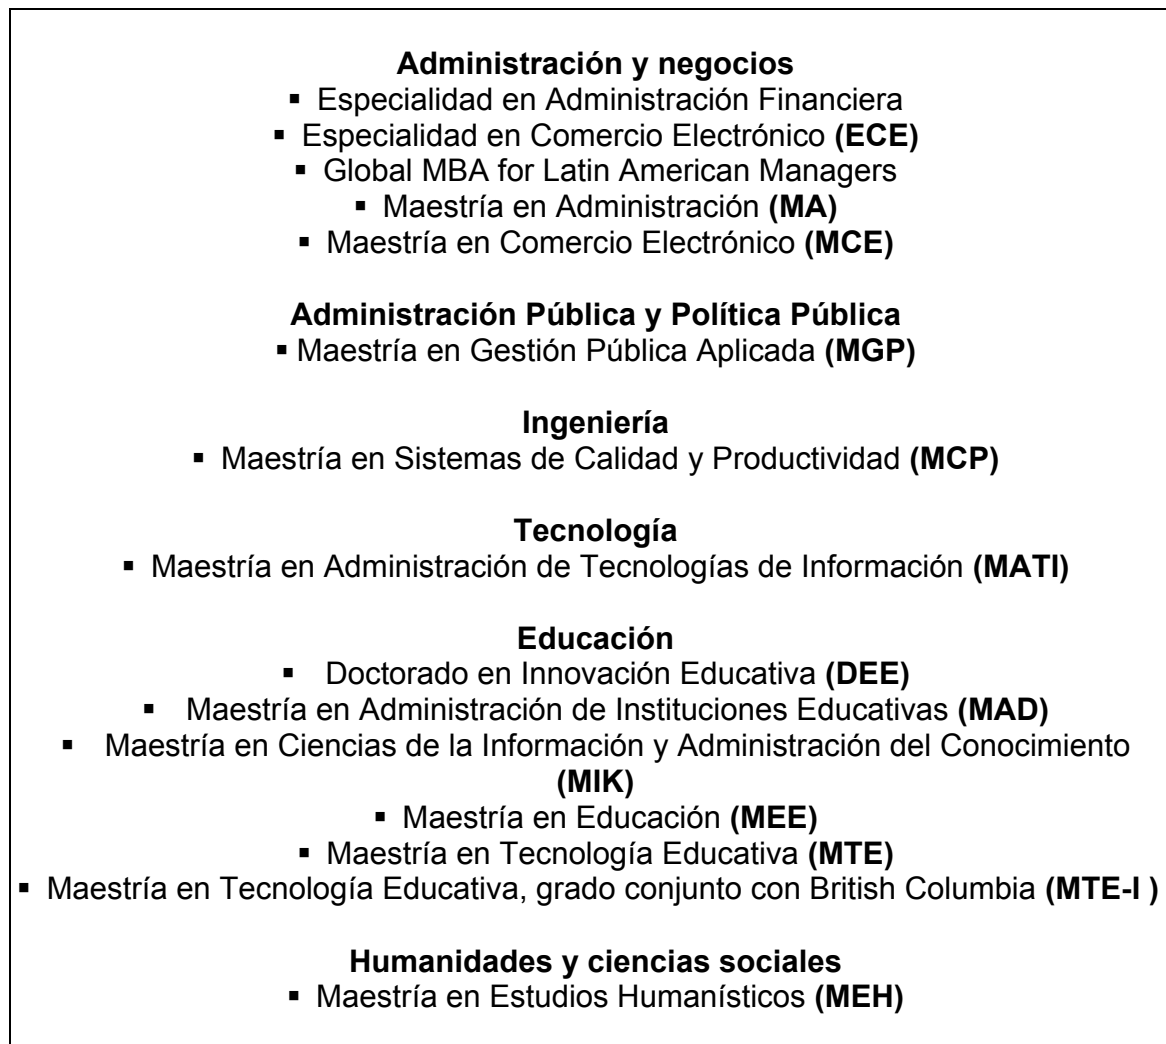 Administración y negocios
▪ Especialidad en Administración Financiera
▪ Especialidad en Comercio Electrónico (ECE)
▪ Global MBA for Latin American Managers
▪ Maestría en Administración (MA)
▪ Maestría en Comercio Electrónico (MCE)
Administración Pública y Política Pública
▪ Maestría en Gestión Pública Aplicada (MGP)
Ingeniería
▪ Maestría en Sistemas de Calidad y Productividad (MCP)
Tecnología
▪ Maestría en Administración de Tecnologías de Información (MATI)
Educación
▪ Doctorado en Innovación Educativa (DEE)
▪ Maestría en Administración de Instituciones Educativas (MAD)
▪ Maestría en Ciencias de la Información y Administración del Conocimiento
(MIK)
▪ Maestría en Educación (MEE)
▪ Maestría en Tecnología Educativa (MTE)
▪ Maestría en Tecnología Educativa, grado conjunto con British Columbia (MTE-I )
Humanidades y ciencias sociales
▪ Maestría en Estudios Humanísticos (MEH)